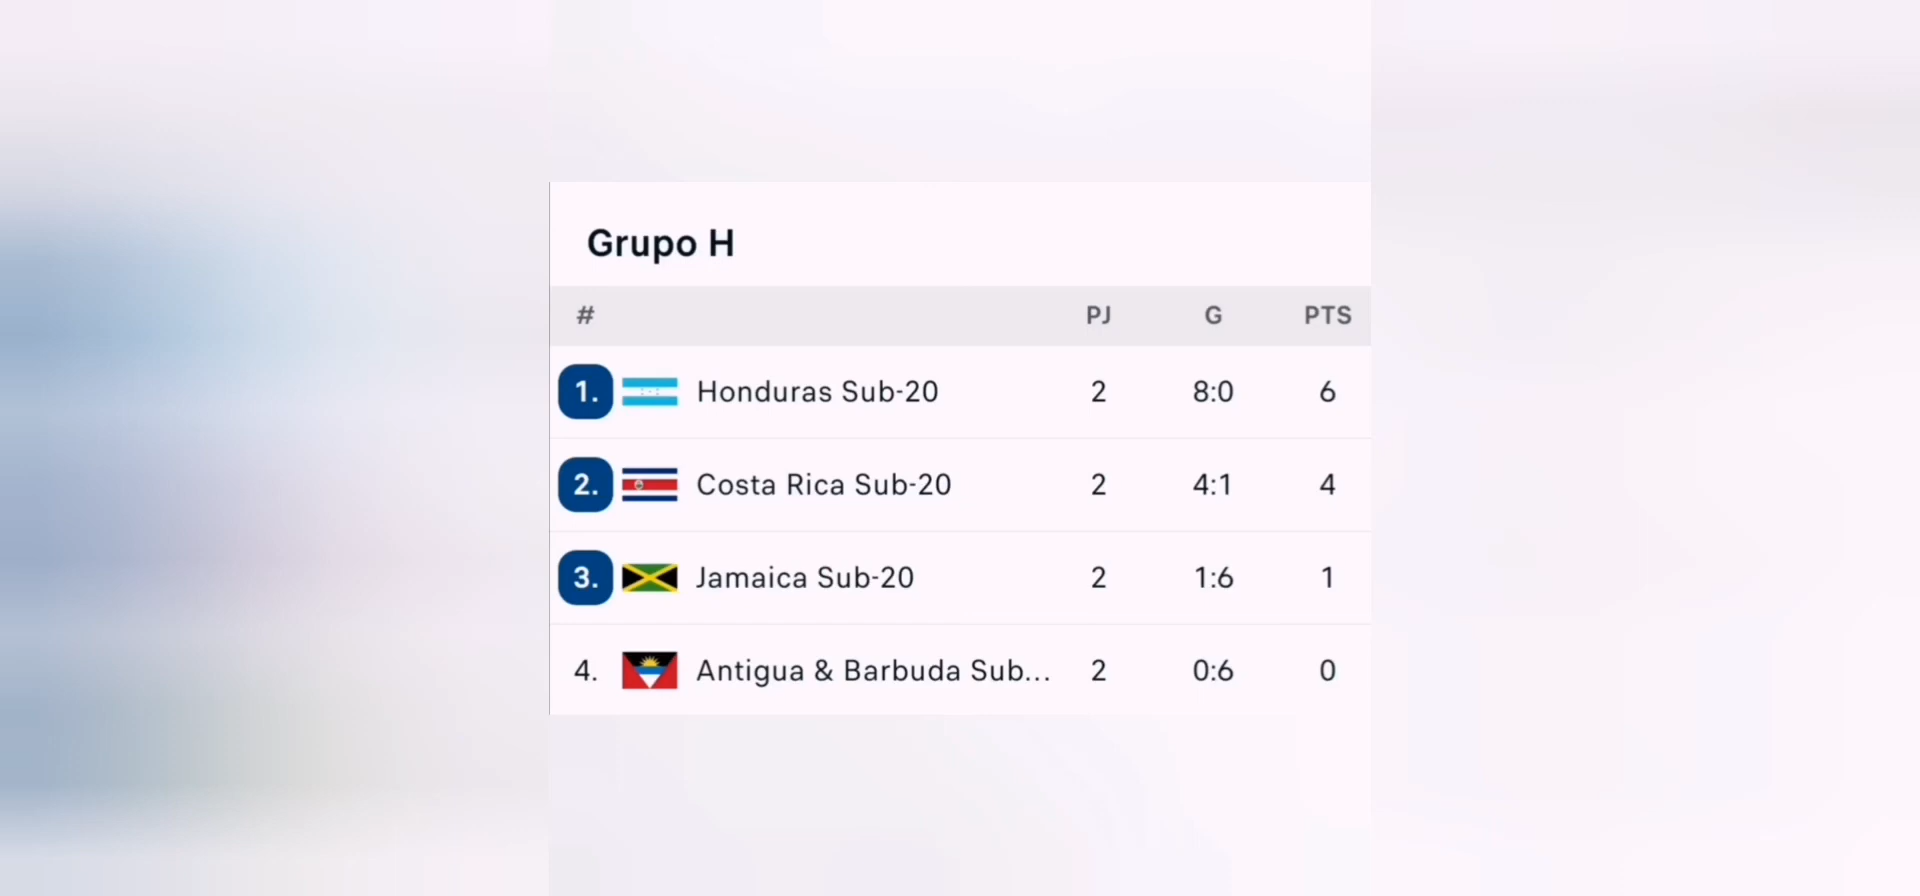 Grupo H
# PJ G PTS
1. Honduras Sub-20 2 8:0 6
2. Costa Rica Sub-20 2 4:1 4
3. Jamaica Sub-20 2 1:6 1
4. Antigua & Barbuda Sub... 2 0:6 0